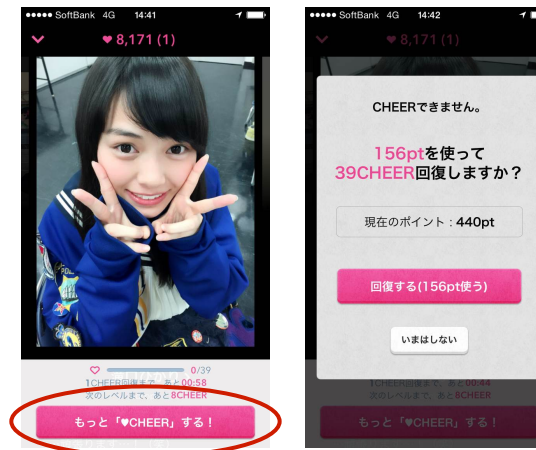 SoftBank 4G 14:41
♥ 8,171 (1)
0/39
1CHEER回復まで、あと00:58
次のレベルまで、あと8CHEER
もっと「♥CHEER」する！
SoftBank 4G 14:42
♥ 8,171 (1)
CHEERできません。
156ptを使って
39CHEER回復しますか？
現在のポイント：440pt
回復する(156pt使う)
いまはしない
1CHEER回復まで、あと00:44
次のレベルまで、あと8CHEER
もっと「♥CHEER」する！